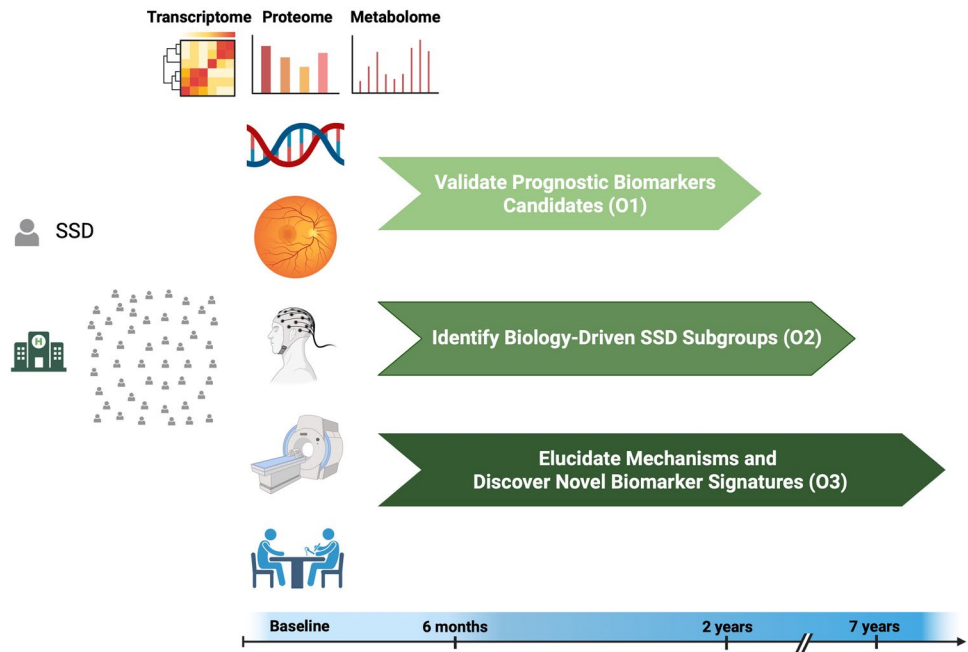 Transcriptome Proteome Metabolome
Validate Prognostic Biomarkers
Candidates (O1)
SSD
H
Identify Biology-Driven SSD Subgroups (O2)
Elucidate Mechanisms and
Discover Novel Biomarker Signatures (O3)
Baseline 6 months 2 years 7 years